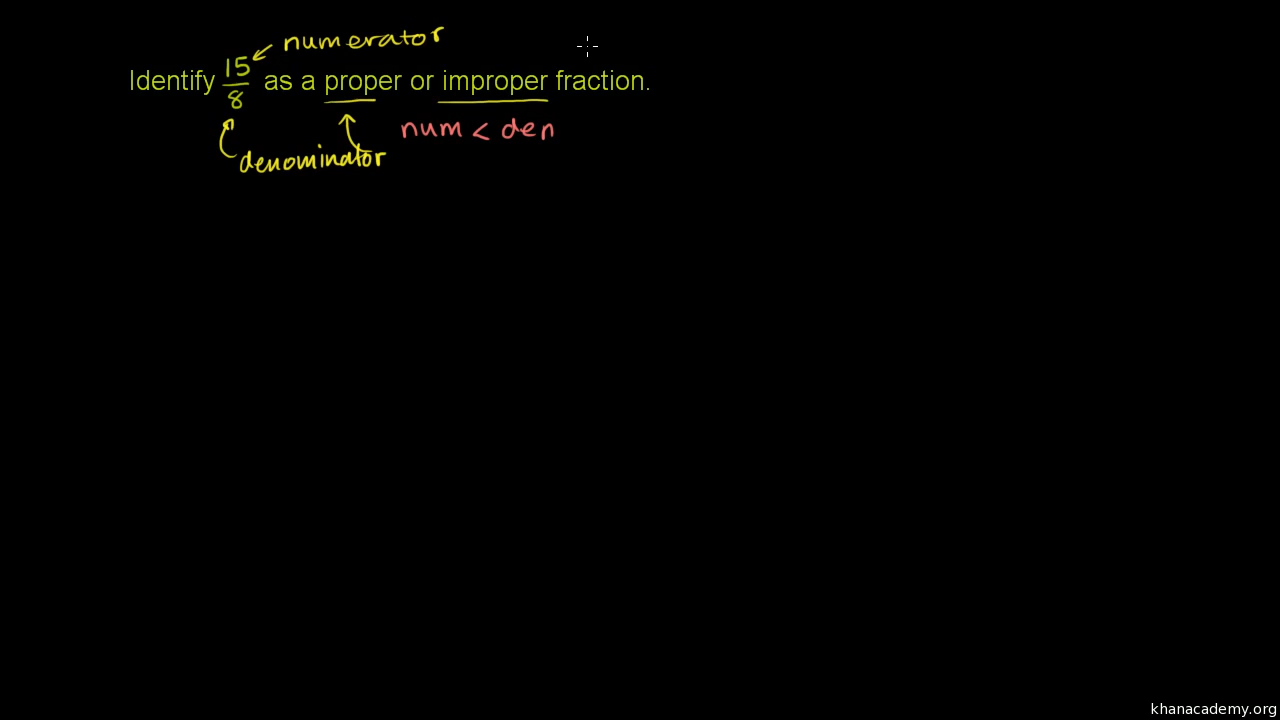 numerator
Identify 15/8 as a proper or improper fraction.
num < den
denominator
khanacademy.org